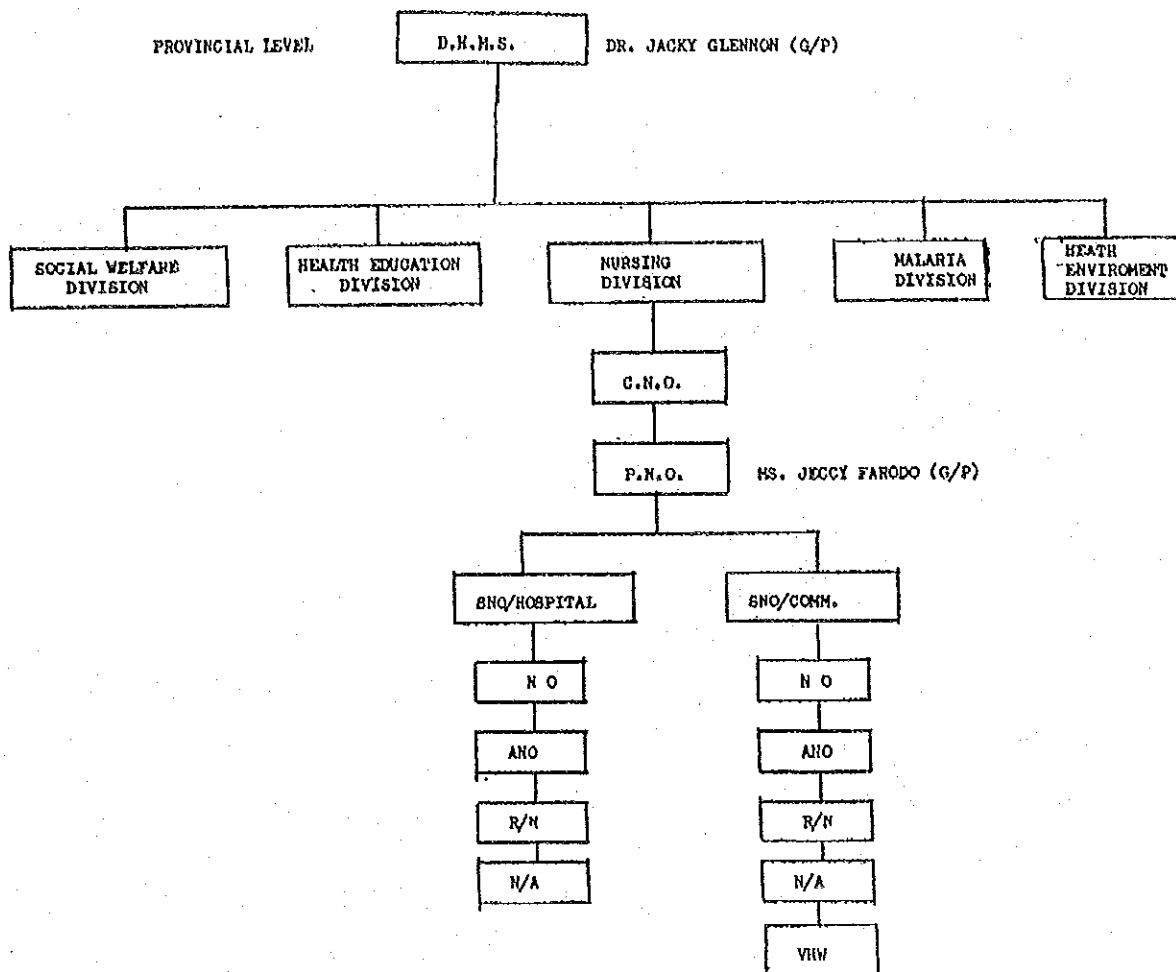 PROVINCIAL LEVEL
D.H.M.S.
DR. JACKY GLENNON (G/P)
SOCIAL WELFARE
DIVISION
HEALTH EDUCATION
DIVISION
NURSING
DIVISION
MALARIA
DIVISION
HEATH
ENVIROMENT
DIVISION
C.N.O.
P.N.O.
MS. JECCY FARODO (G/P)
SNO/HOSPITAL
SNO/COMM.
N O
N O
ANO
ANO
R/N
R/N
N/A
N/A
VHW